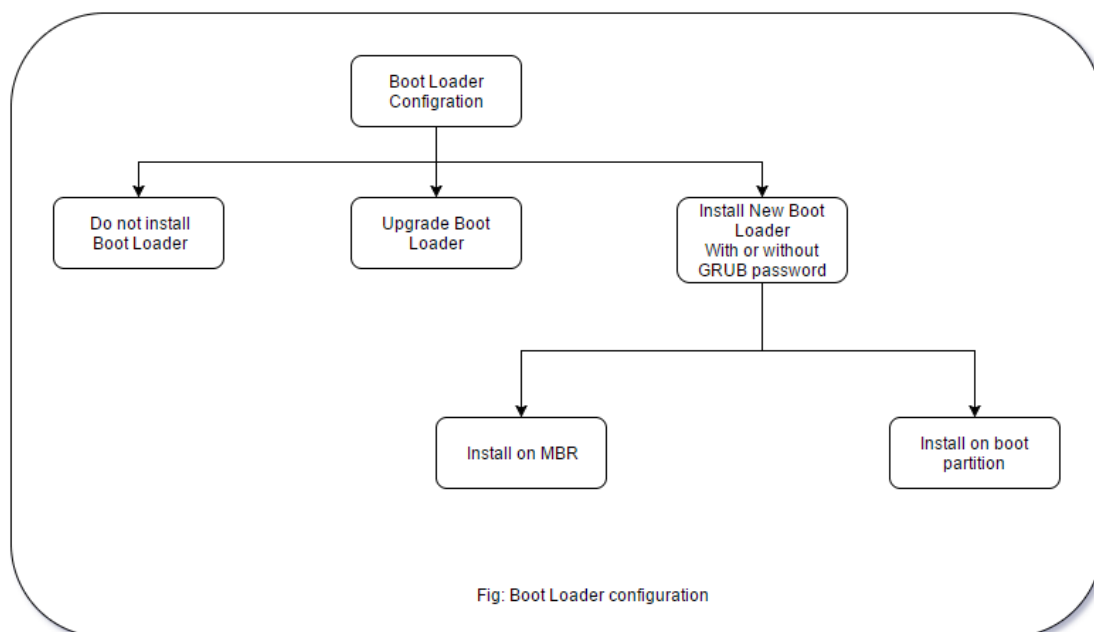 Boot Loader
Configration
Do not install
Boot Loader
Upgrade Boot
Loader
Install New Boot
Loader
With or without
GRUB password
Install on MBR
Install on boot
partition
Fig: Boot Loader configuration